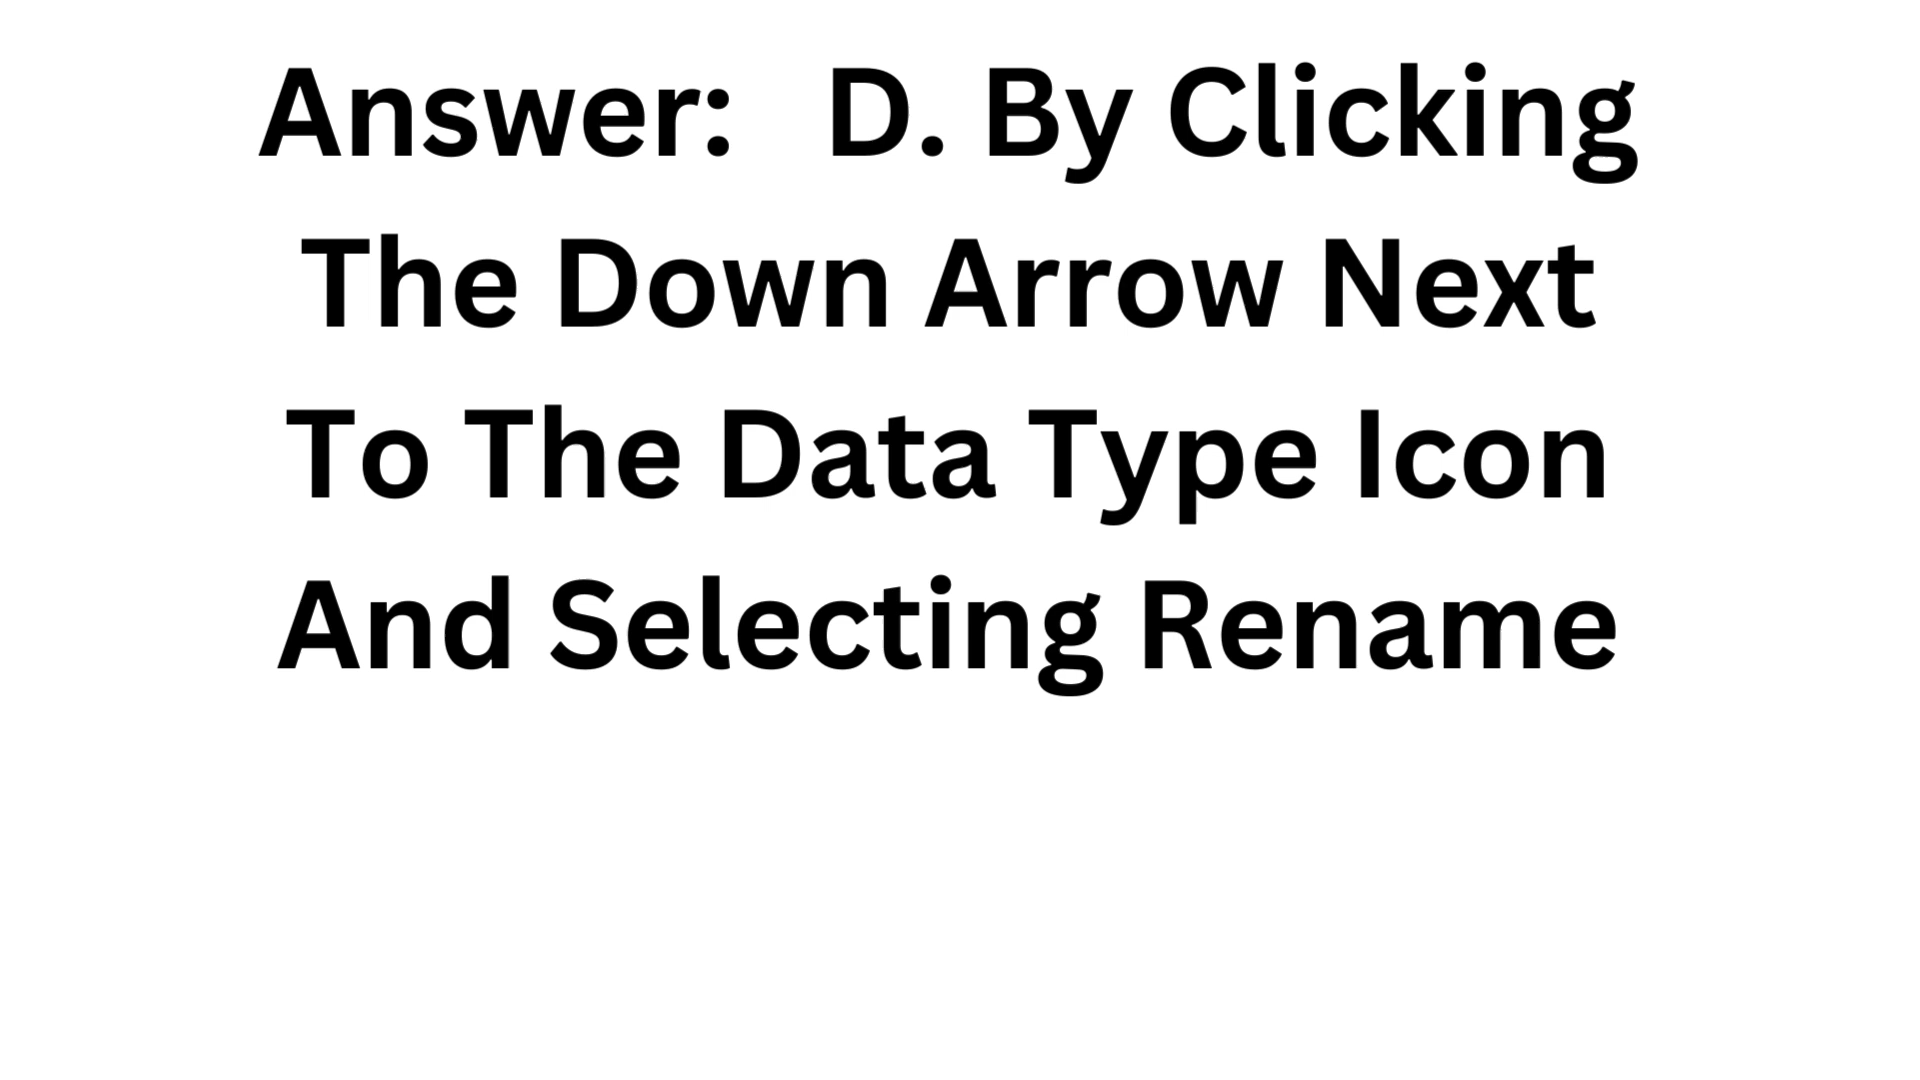 Answer:   D. By Clicking
The Down Arrow Next
To The Data Type Icon
And Selecting Rename